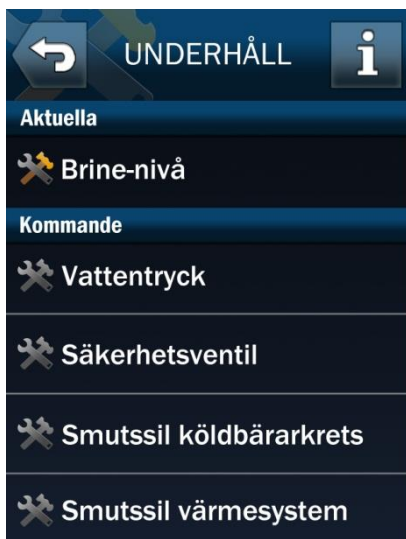 UNDERHÅLL
i
Aktuella
Brine-nivå
Kommande
Vattentryck
Säkerhetsventil
Smutssil köldbärarkrets
Smutssil värmesystem